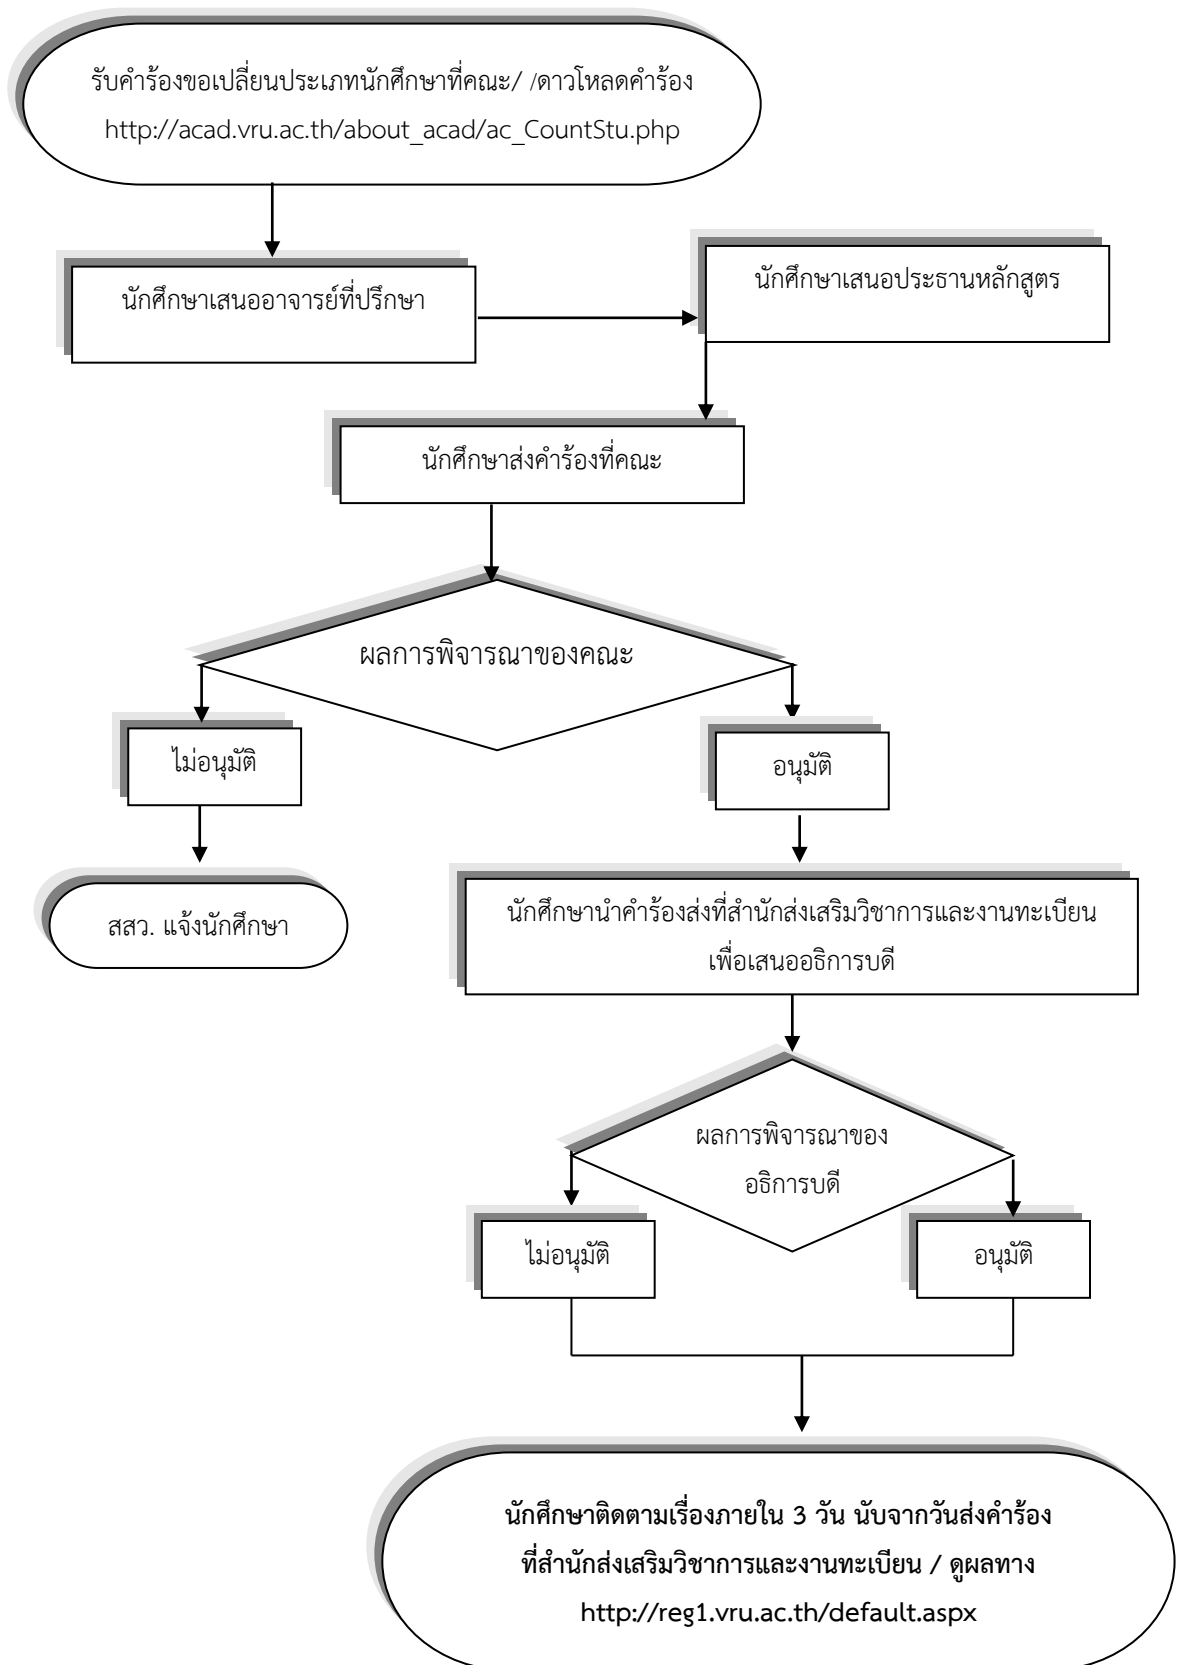 รับคำร้องขอเปลี่ยนประเภทนักศึกษาที่คณะ/ /ดาวโหลดคำร้อง
http://acad.vru.ac.th/about_acad/ac_CountStu.php
นักศึกษาเสนออาจารย์ที่ปรึกษา
นักศึกษาเสนอประธานหลักสูตร
นักศึกษาส่งคำร้องที่คณะ
ผลการพิจารณาของคณะ
ไม่อนุมัติ
อนุมัติ
สสว. แจ้งนักศึกษา
นักศึกษานำคำร้องส่งที่สำนักส่งเสริมวิชาการและงานทะเบียน
เพื่อเสนออธิการบดี
ผลการพิจารณาของ
อธิการบดี
ไม่อนุมัติ
อนุมัติ
นักศึกษาติดตามเรื่องภายใน 3 วัน นับจากวันส่งคำร้อง
ที่สำนักส่งเสริมวิชาการและงานทะเบียน / ดูผลทาง
http://reg1.vru.ac.th/default.aspx